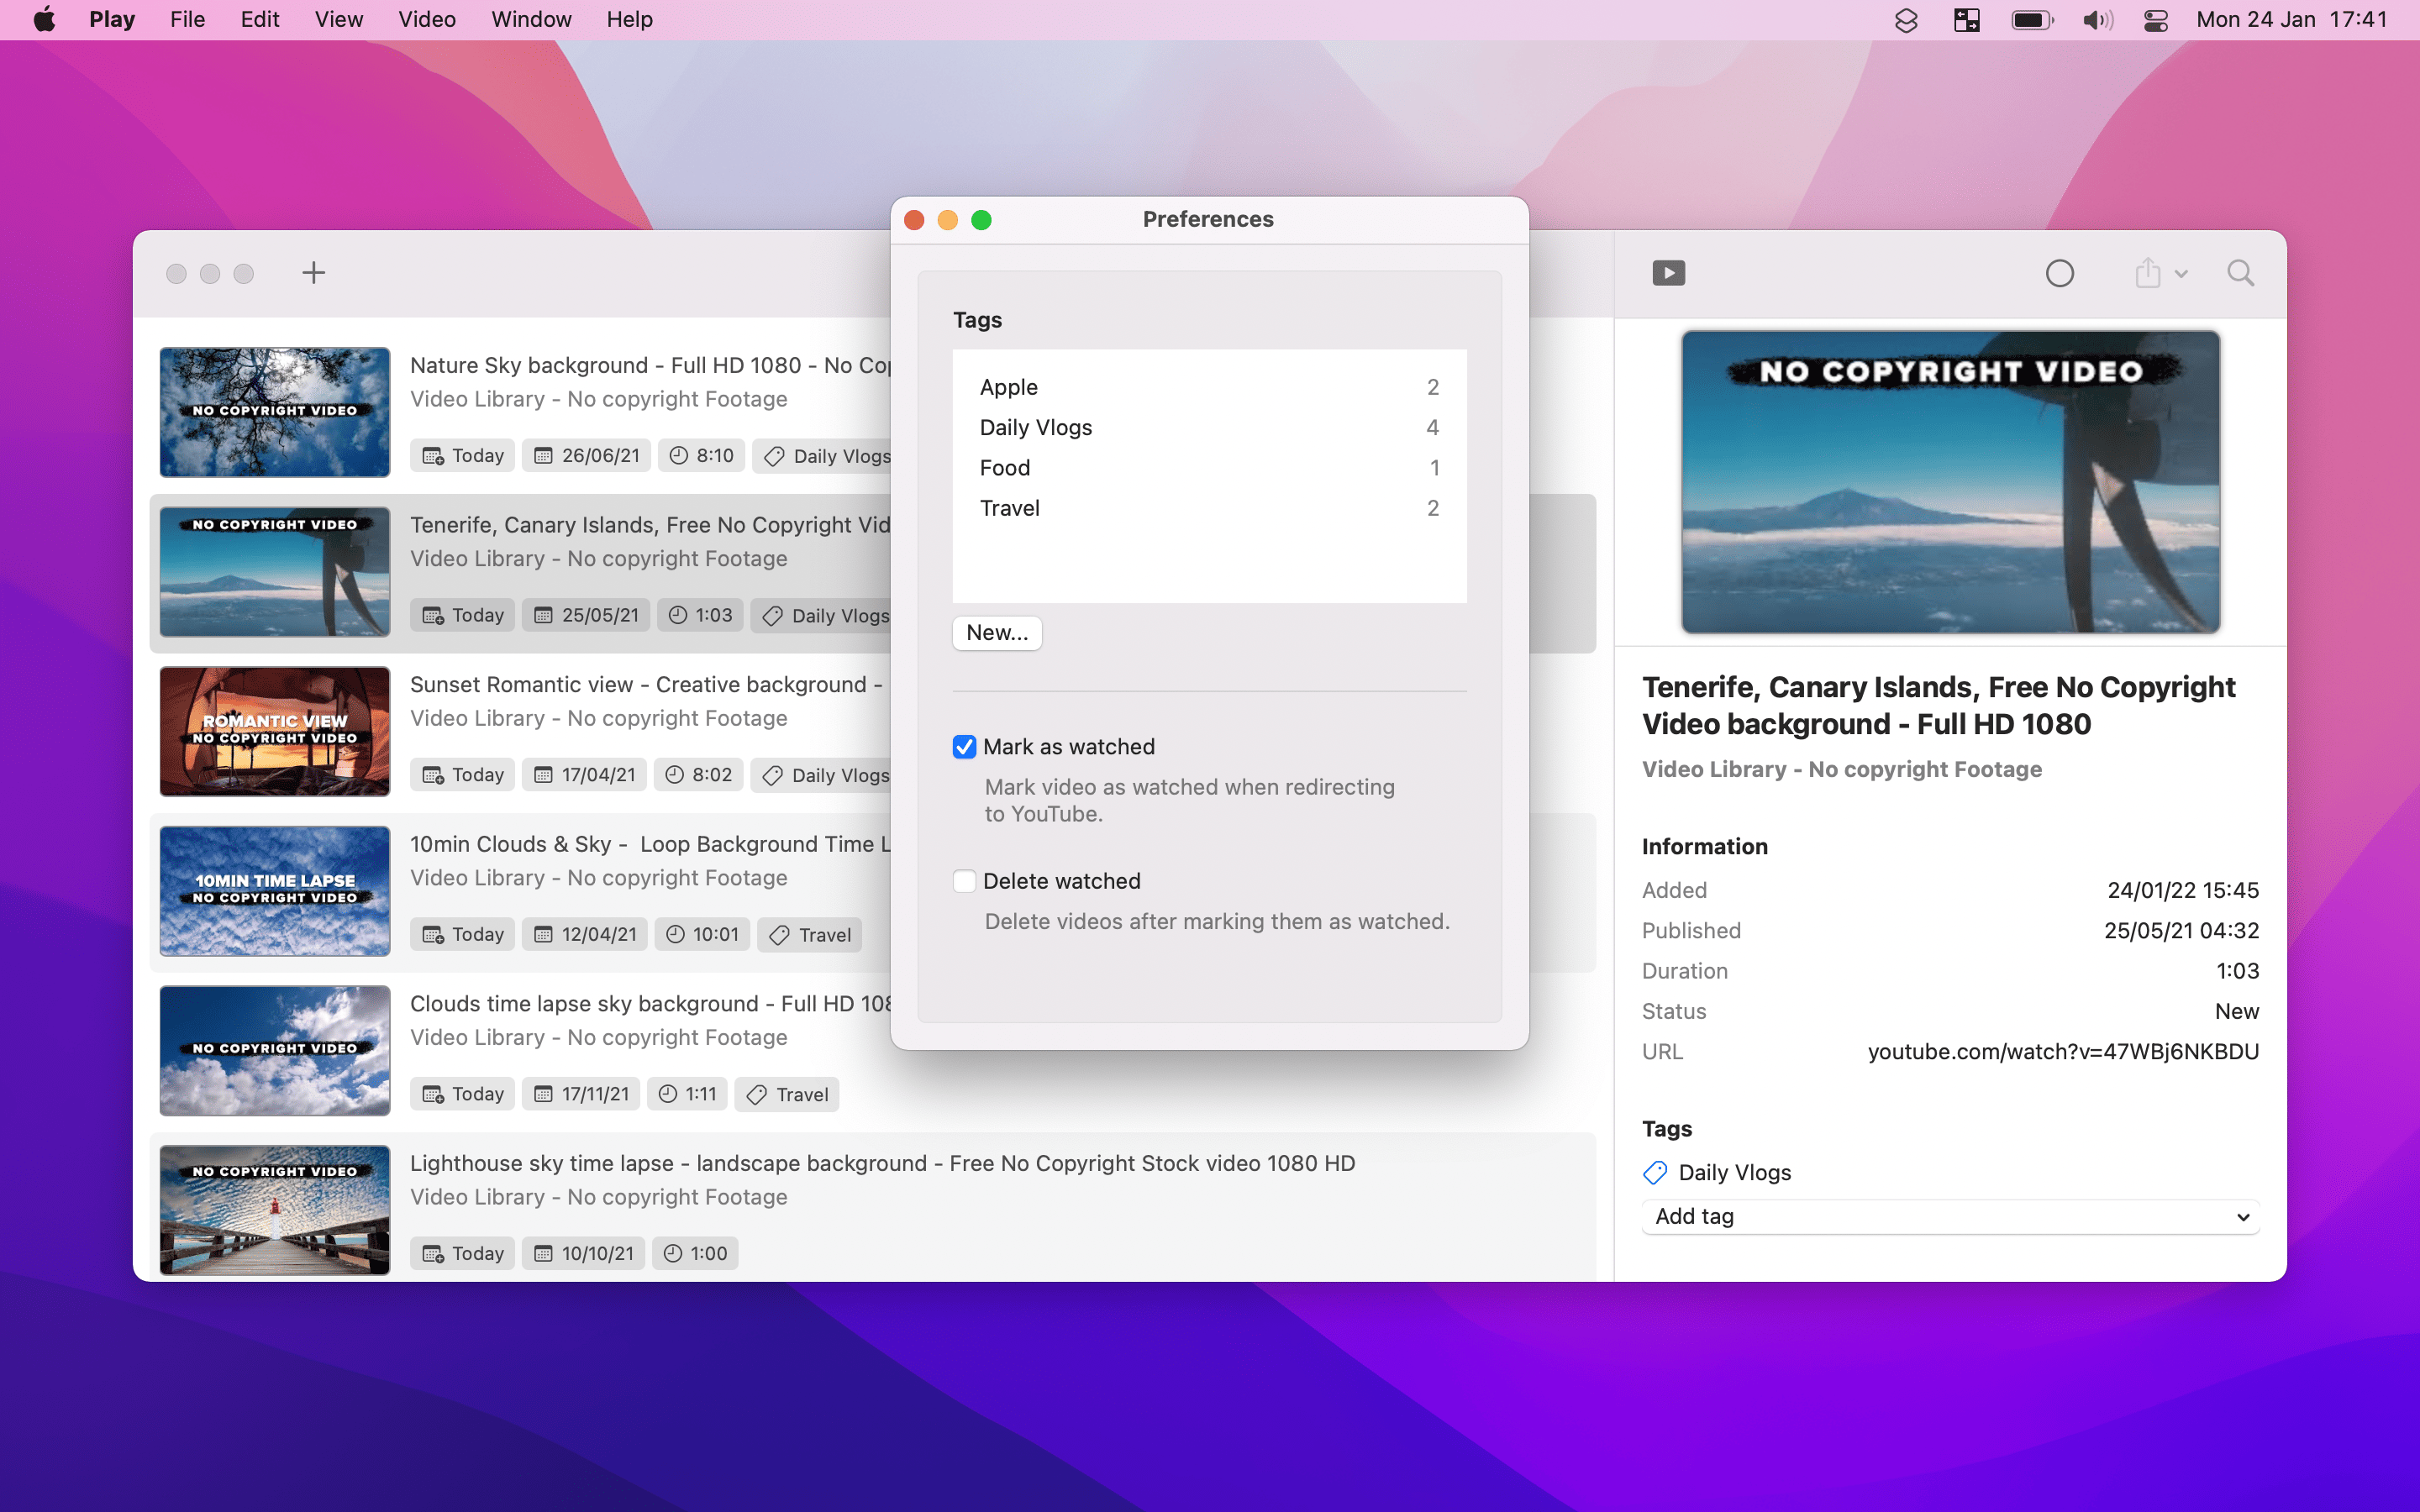 Play File Edit View Video Window Help Mon 24 Jan 17:41
Preferences
Tags
Apple 2
Daily Vlogs 4
Food 1
Travel 2
New...
Mark as watched
Mark video as watched when redirecting
to YouTube.
Delete watched
Delete videos after marking them as watched.
NO COPYRIGHT VIDEO
Nature Sky background - Full HD 1080 - No Co
Video Library - No copyright Footage
Today 26/06/21 8:10 Daily Vlogs
NO COPYRIGHT VIDEO
Tenerife, Canary Islands, Free No Copyright Vid
Video Library - No copyright Footage
Today 25/05/21 1:03 Daily Vlogs
ROMANTIC VIEW
NO COPYRIGHT VIDEO
Sunset Romantic view - Creative background -
Video Library - No copyright Footage
Today 17/04/21 8:02 Daily Vlogs
10MIN TIME LAPSE
NO COPYRIGHT VIDEO
10min Clouds & Sky - Loop Background Time L
Video Library - No copyright Footage
Today 12/04/21 10:01 Travel
NO COPYRIGHT VIDEO
Clouds time lapse sky background - Full HD 108
Video Library - No copyright Footage
Today 17/11/21 1:11 Travel
NO COPYRIGHT VIDEO
Lighthouse sky time lapse - landscape background - Free No Copyright Stock video 1080 HD
Video Library - No copyright Footage
Today 10/10/21 1:00
NO COPYRIGHT VIDEO
Tenerife, Canary Islands, Free No Copyright
Video background - Full HD 1080
Video Library - No copyright Footage
Information
Added 24/01/22 15:45
Published 25/05/21 04:32
Duration 1:03
Status New
URL youtube.com/watch?v=47WBj6NKBDU
Tags
Daily Vlogs
Add tag